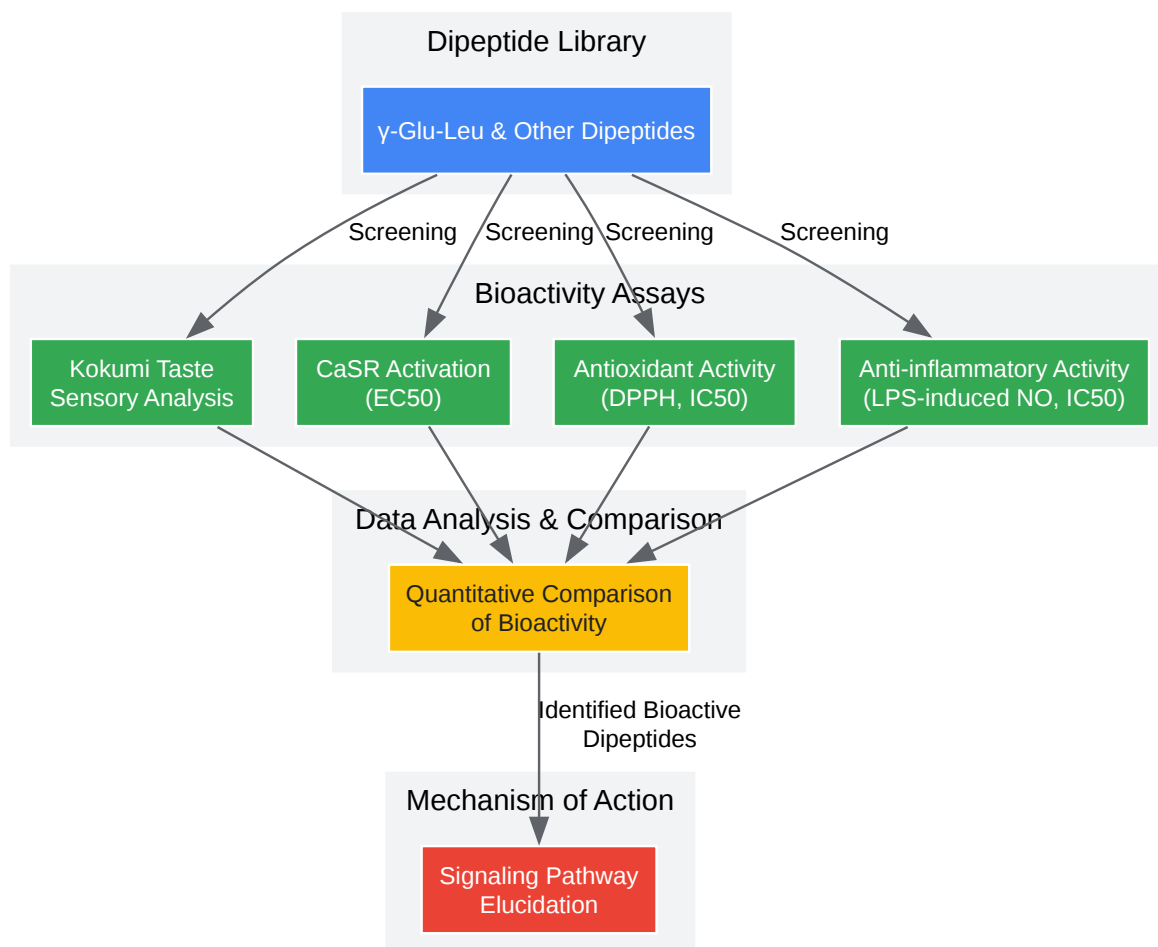 Dipeptide Library
γ-Glu-Leu & Other Dipeptides
Screening
Screening
Screening
Screening
Bioactivity Assays
Kokumi Taste
Sensory Analysis
CaSR Activation
(EC50)
Antioxidant Activity
(DPPH, IC50)
Anti-inflammatory Activity
(LPS-induced NO, IC50)
Data Analysis & Comparison
Quantitative Comparison
of Bioactivity
Identified Bioactive
Dipeptides
Mechanism of Action
Signaling Pathway
Elucidation